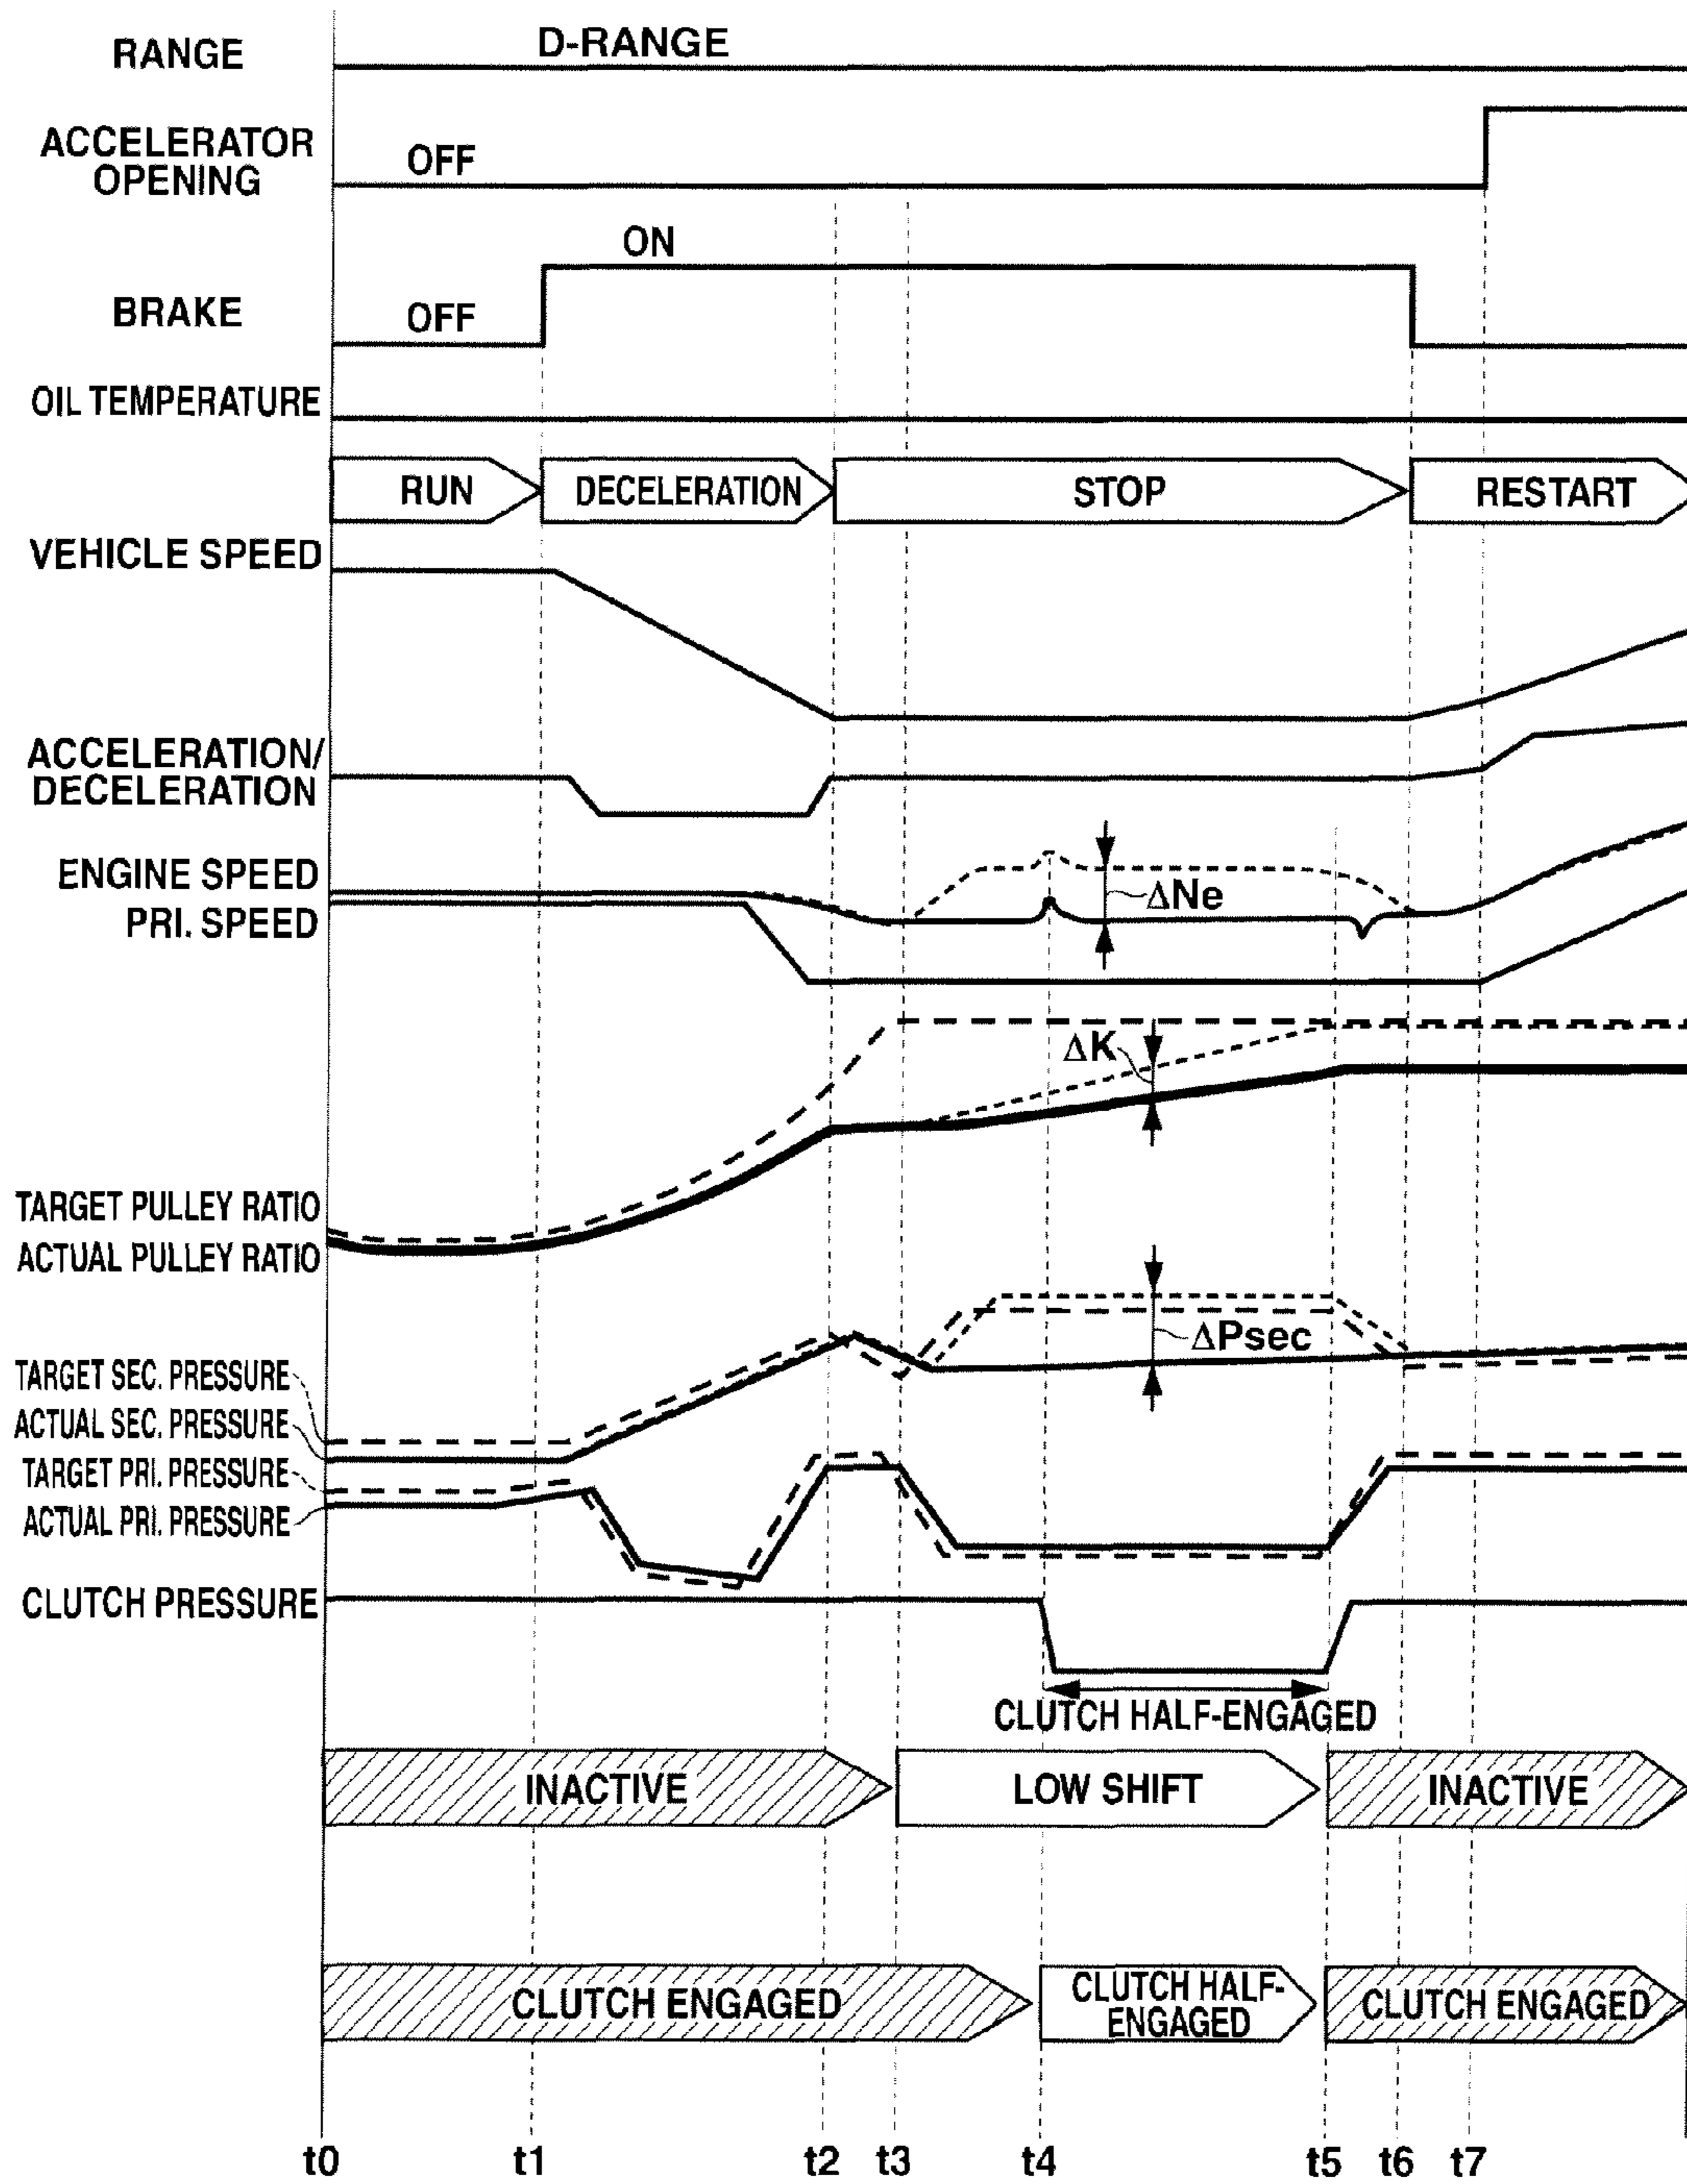 D-RANGE
RANGE
ACCELERATOR
OPENING
OFF
ON
BRAKE
OFF
OIL TEMPERATURE
RUN
DECELERATION
STOP
RESTART
VEHICLE SPEED
ACCELERATION/
DECELERATION
ENGINE SPEED
ΔNe
PRI. SPEED
ΔK
TARGET PULLEY RATIO
ACTUAL PULLEY RATIO
ΔPsec
TARGET SEC. PRESSURE
ACTUAL SEC. PRESSURE
TARGET PRI. PRESSURE
ACTUAL PRI. PRESSURE
CLUTCH PRESSURE
CLUTCH HALF-ENGAGED
INACTIVE
LOW SHIFT
INACTIVE
CLUTCH ENGAGED
CLUTCH HALF-
ENGAGED
CLUTCH ENGAGED
t0 t1 t2 t3 t4 t5 t6 t7